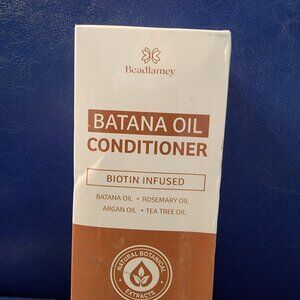 Beadlamey
BATANA OIL
CONDITIONER
BIOTIN INFUSED
BATANA OIL • ROSEMARY OIL
ARGAN OIL • TEA TREE OIL
NATURAL BOTANICAL
EXTRACTS